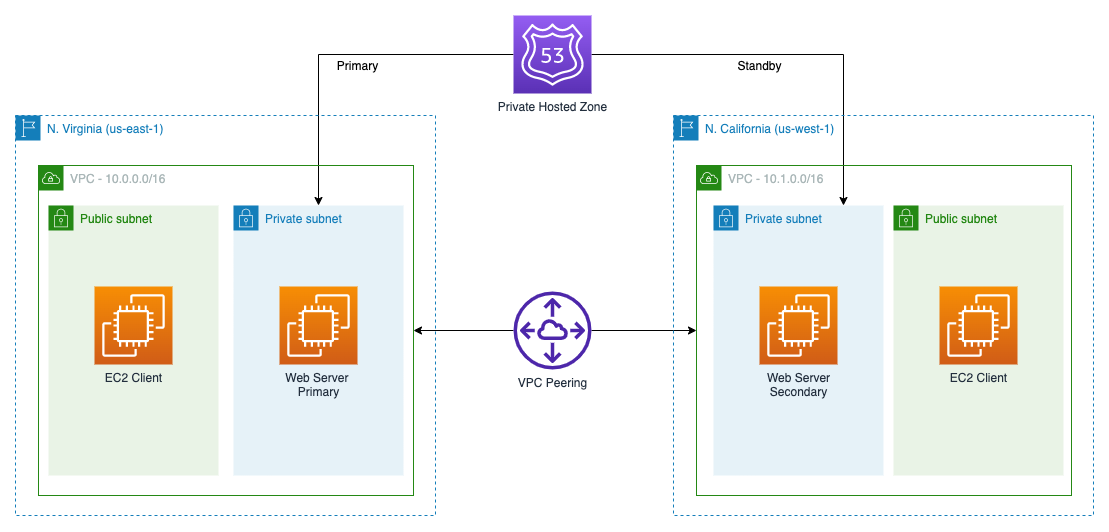 53
Primary
Standby
Private Hosted Zone
N. Virginia (us-east-1)
N. California (us-west-1)
VPC - 10.0.0.0/16
VPC - 10.1.0.0/16
Public subnet
Private subnet
Private subnet
Public subnet
EC2 Client
Web Server
Primary
VPC Peering
Web Server
Secondary
EC2 Client